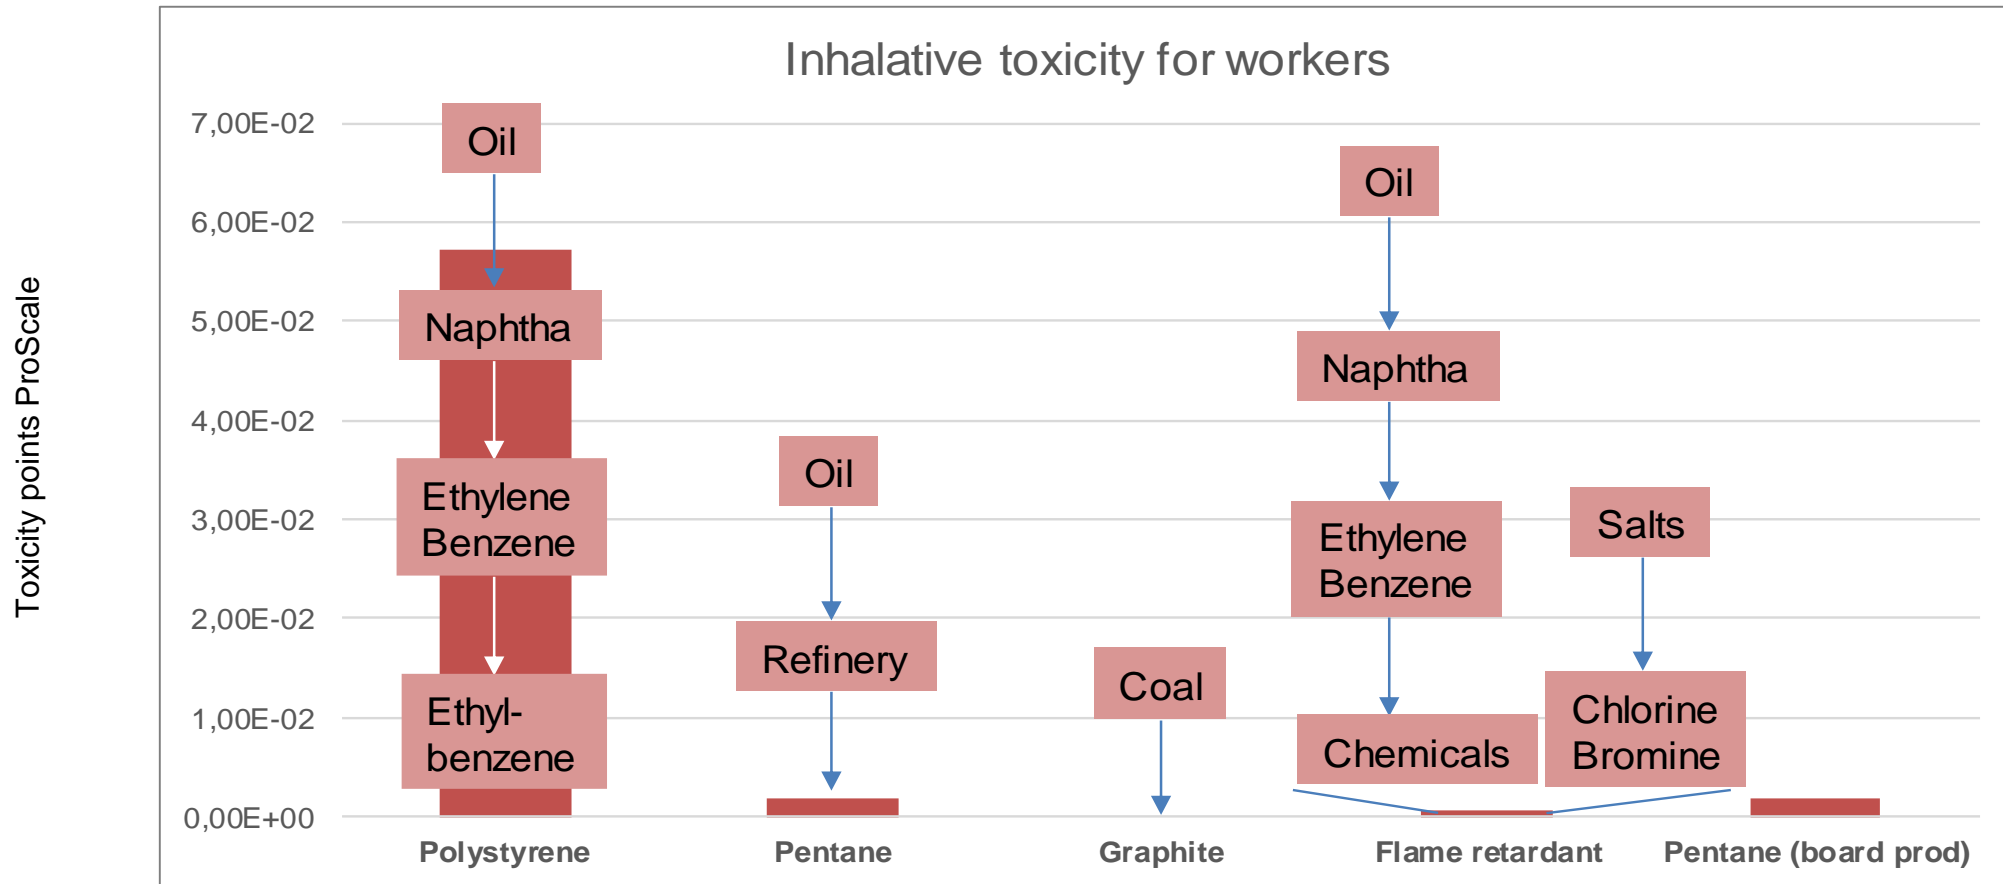 Inhalative toxicity for workers
Toxicity points ProScale
7,00E-02
6,00E-02
5,00E-02
4,00E-02
3,00E-02
2,00E-02
1,00E-02
0,00E+00
Oil
Naphtha
Ethylene
Benzene
Ethyl-
benzene
Oil
Refinery
Coal
Oil
Naphtha
Ethylene
Benzene
Chemicals
Salts
Chlorine
Bromine
Polystyrene
Pentane
Graphite
Flame retardant
Pentane (board prod)